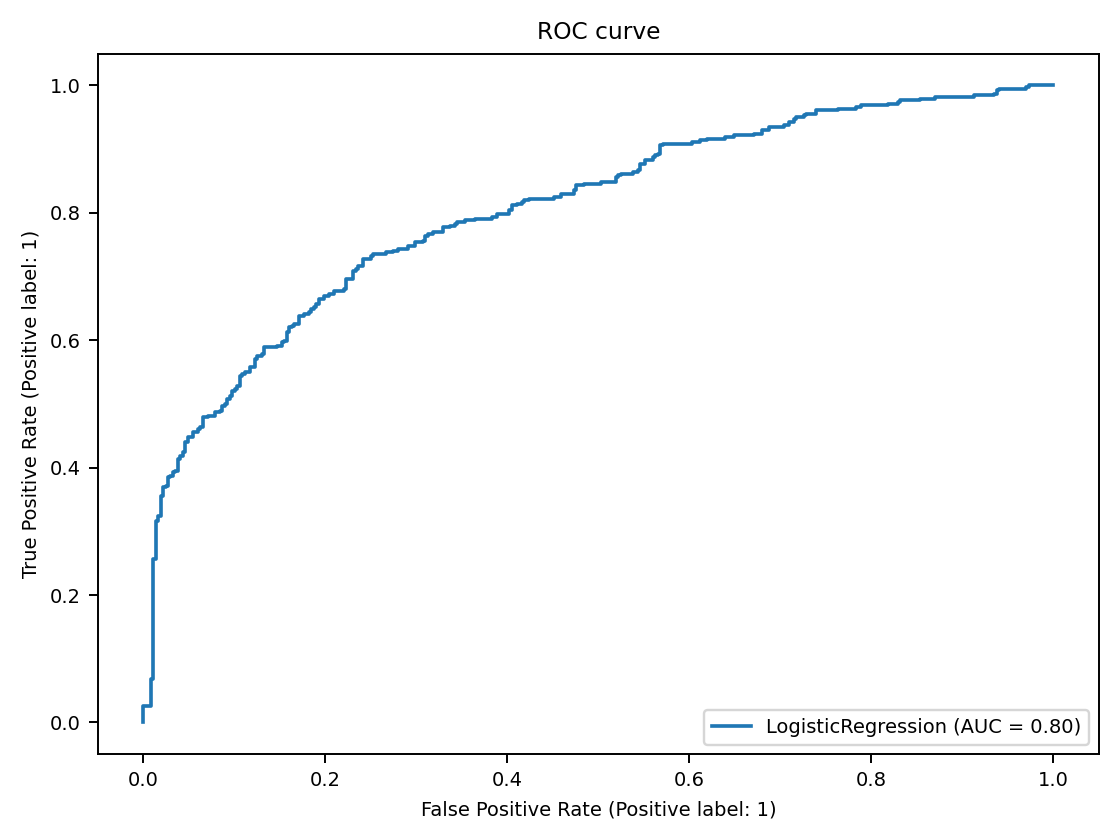 ROC curve
True Positive Rate (Positive label: 1)
1.0
0.8
0.6
0.4
0.2
0.0
LogisticRegression (AUC = 0.80)
0.0 0.2 0.4 0.6 0.8 1.0
False Positive Rate (Positive label: 1)